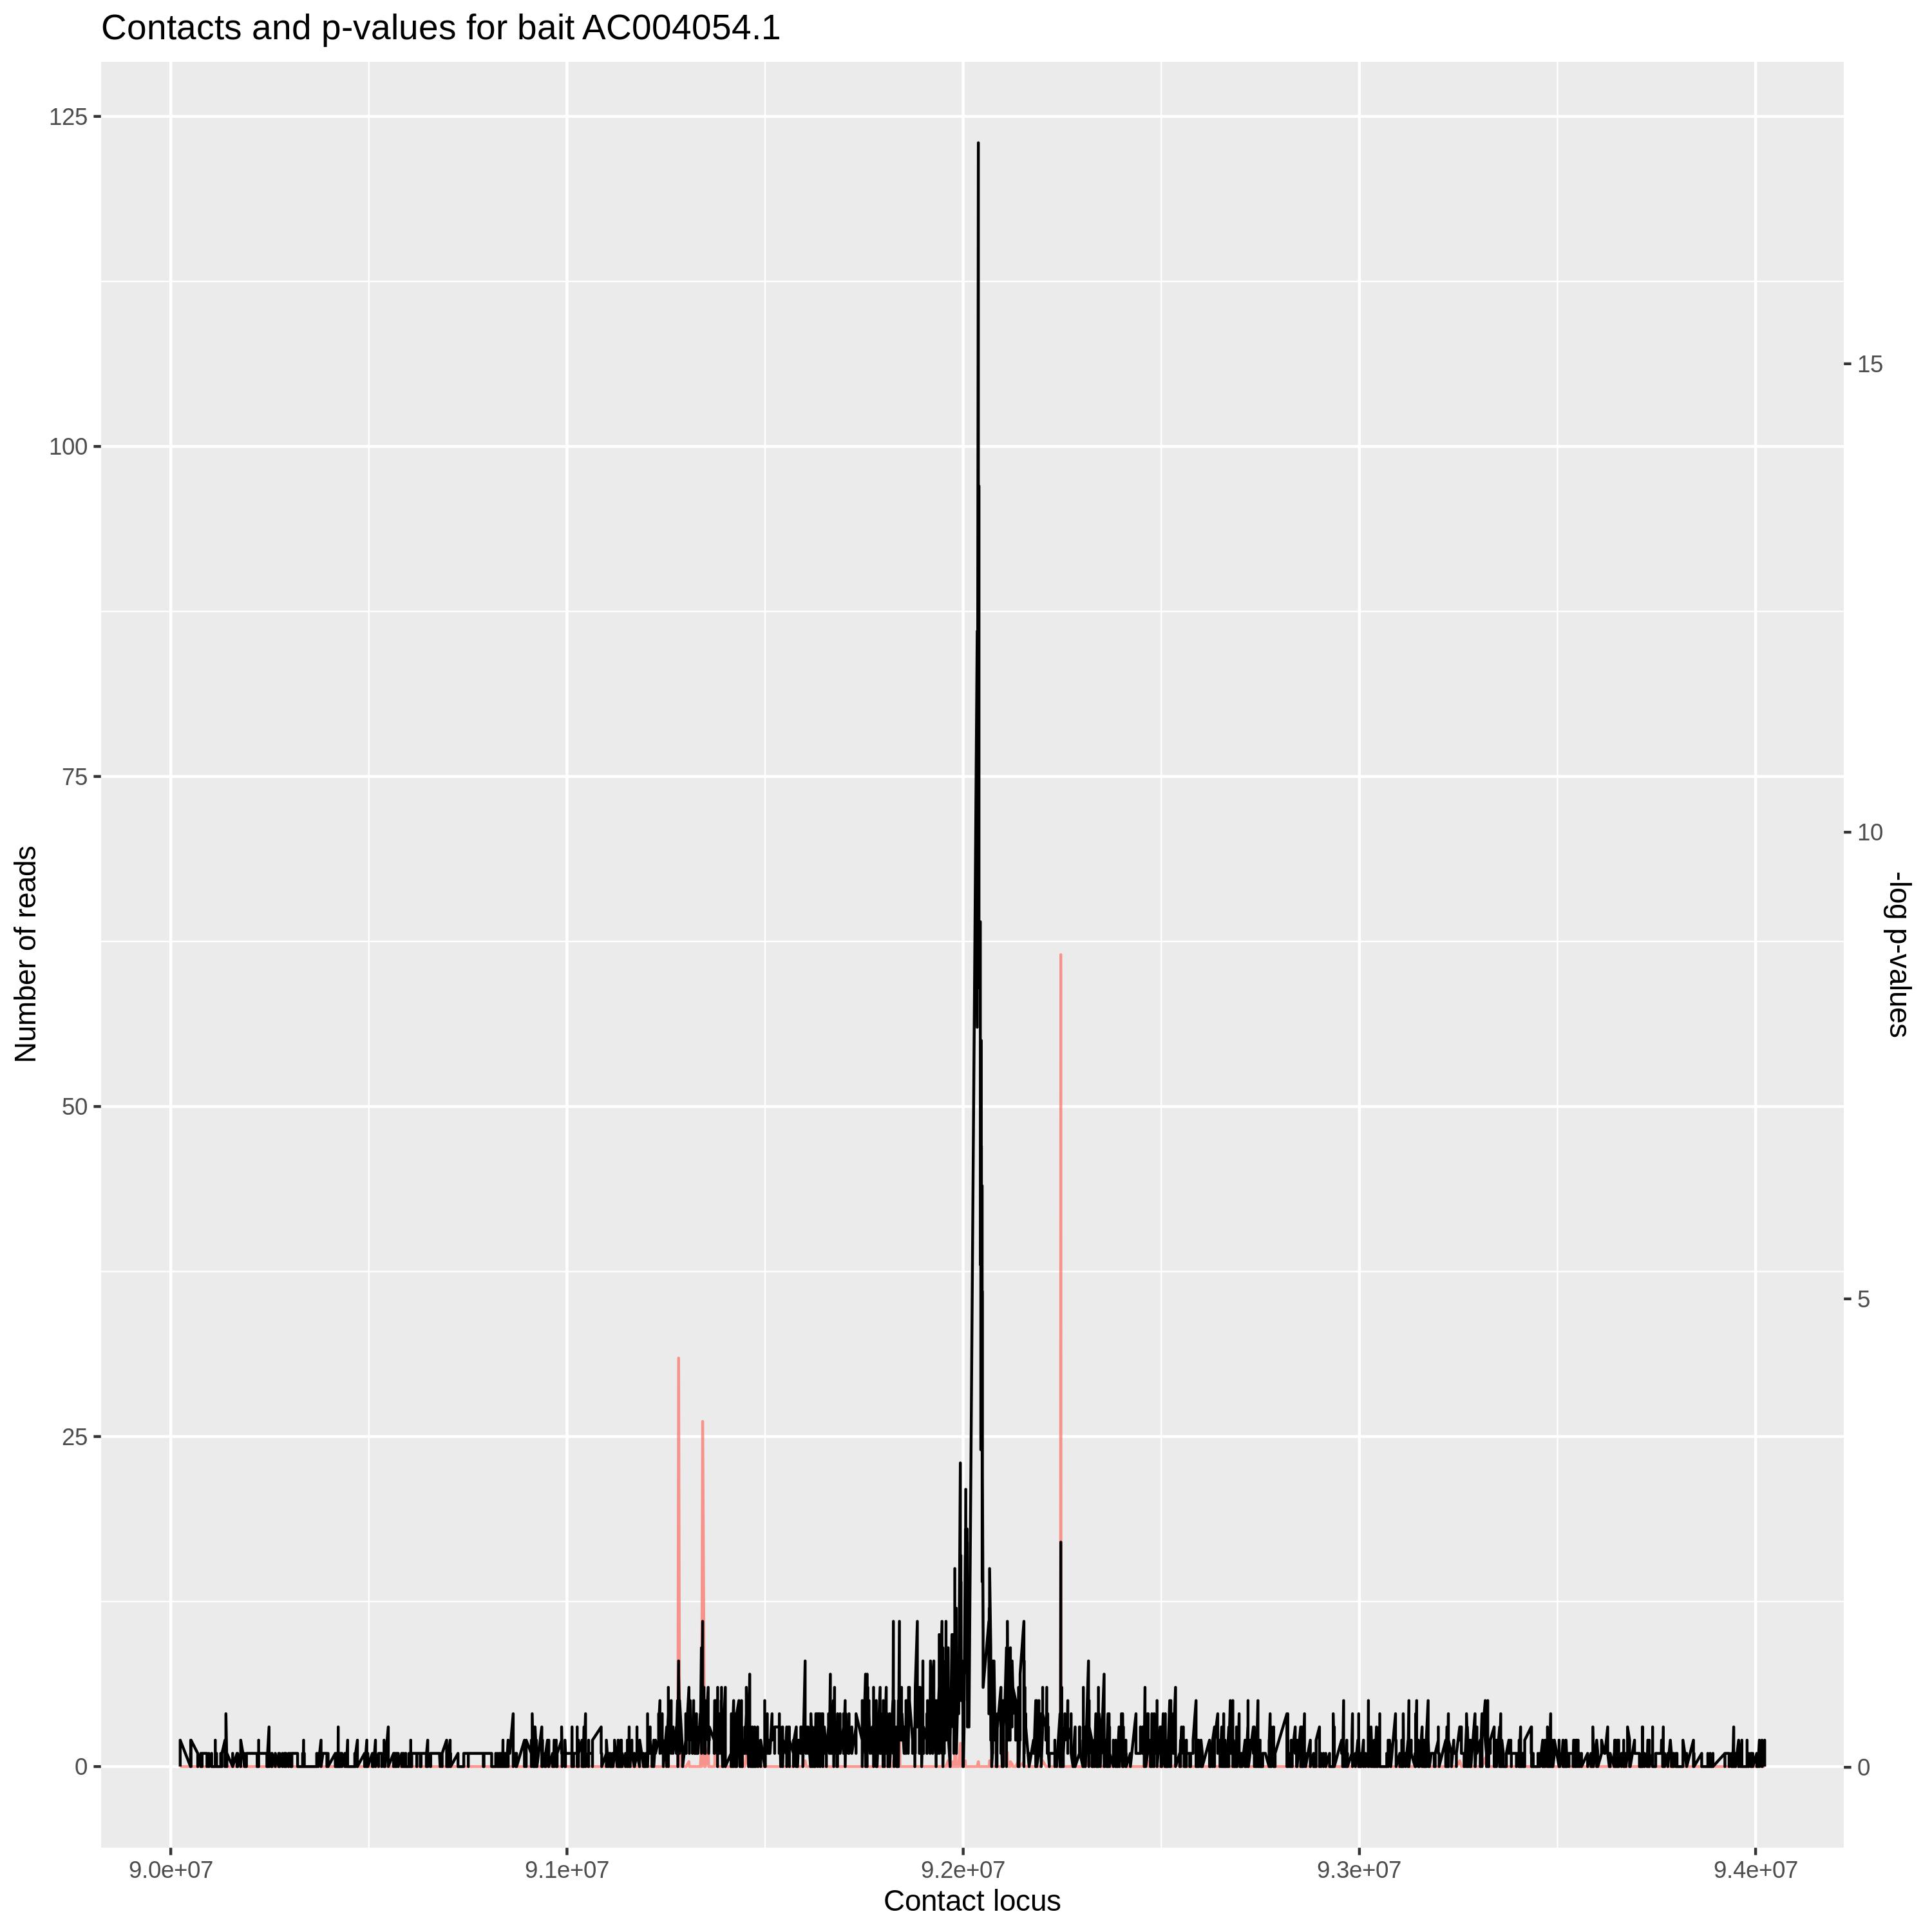 Contacts and p-values for bait AC004054.1
125
100
75
50
25
0
Number of reads
15
10
5
0
-log p-values
9.0e+07 9.1e+07 9.2e+07 9.3e+07 9.4e+07
Contact locus